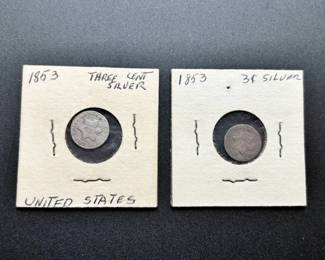 1853 THREE CENT
SILVER
UNITED STATES
1853 3¢ SILVER